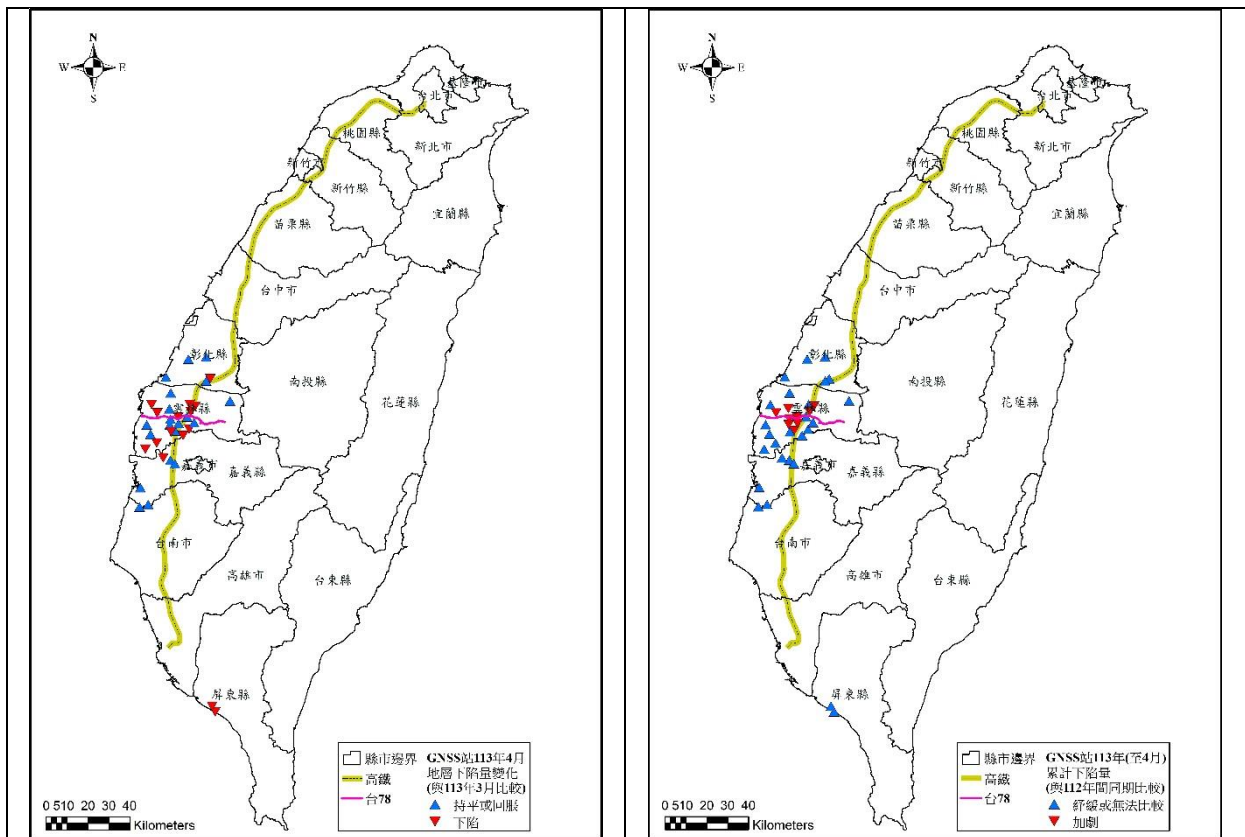 N
W E
S
基隆市
台北市
桃園縣
新北市
新竹市
新竹縣
宜蘭縣
苗栗縣
台中市
彰化縣
南投縣
花蓮縣
雲林縣
嘉義市
嘉義縣
台南市
高雄市
台東縣
屏東縣
縣市邊界
高鐵
台78
GNSS站113年4月
地層下陷量變化
(與113年3月比較)
持平或回脹
下陷
0 5 10 20 30 40
Kilometers
N
W E
S
基隆市
台北市
桃園縣
新北市
新竹市
新竹縣
宜蘭縣
苗栗縣
台中市
彰化縣
南投縣
花蓮縣
雲林縣
嘉義市
嘉義縣
台南市
高雄市
台東縣
屏東縣
縣市邊界
高鐵
台78
GNSS站113年(至4月)
累計下陷量
(與112年間同期比較)
紓緩或無法比較
加劇
0 5 10 20 30 40
Kilometers